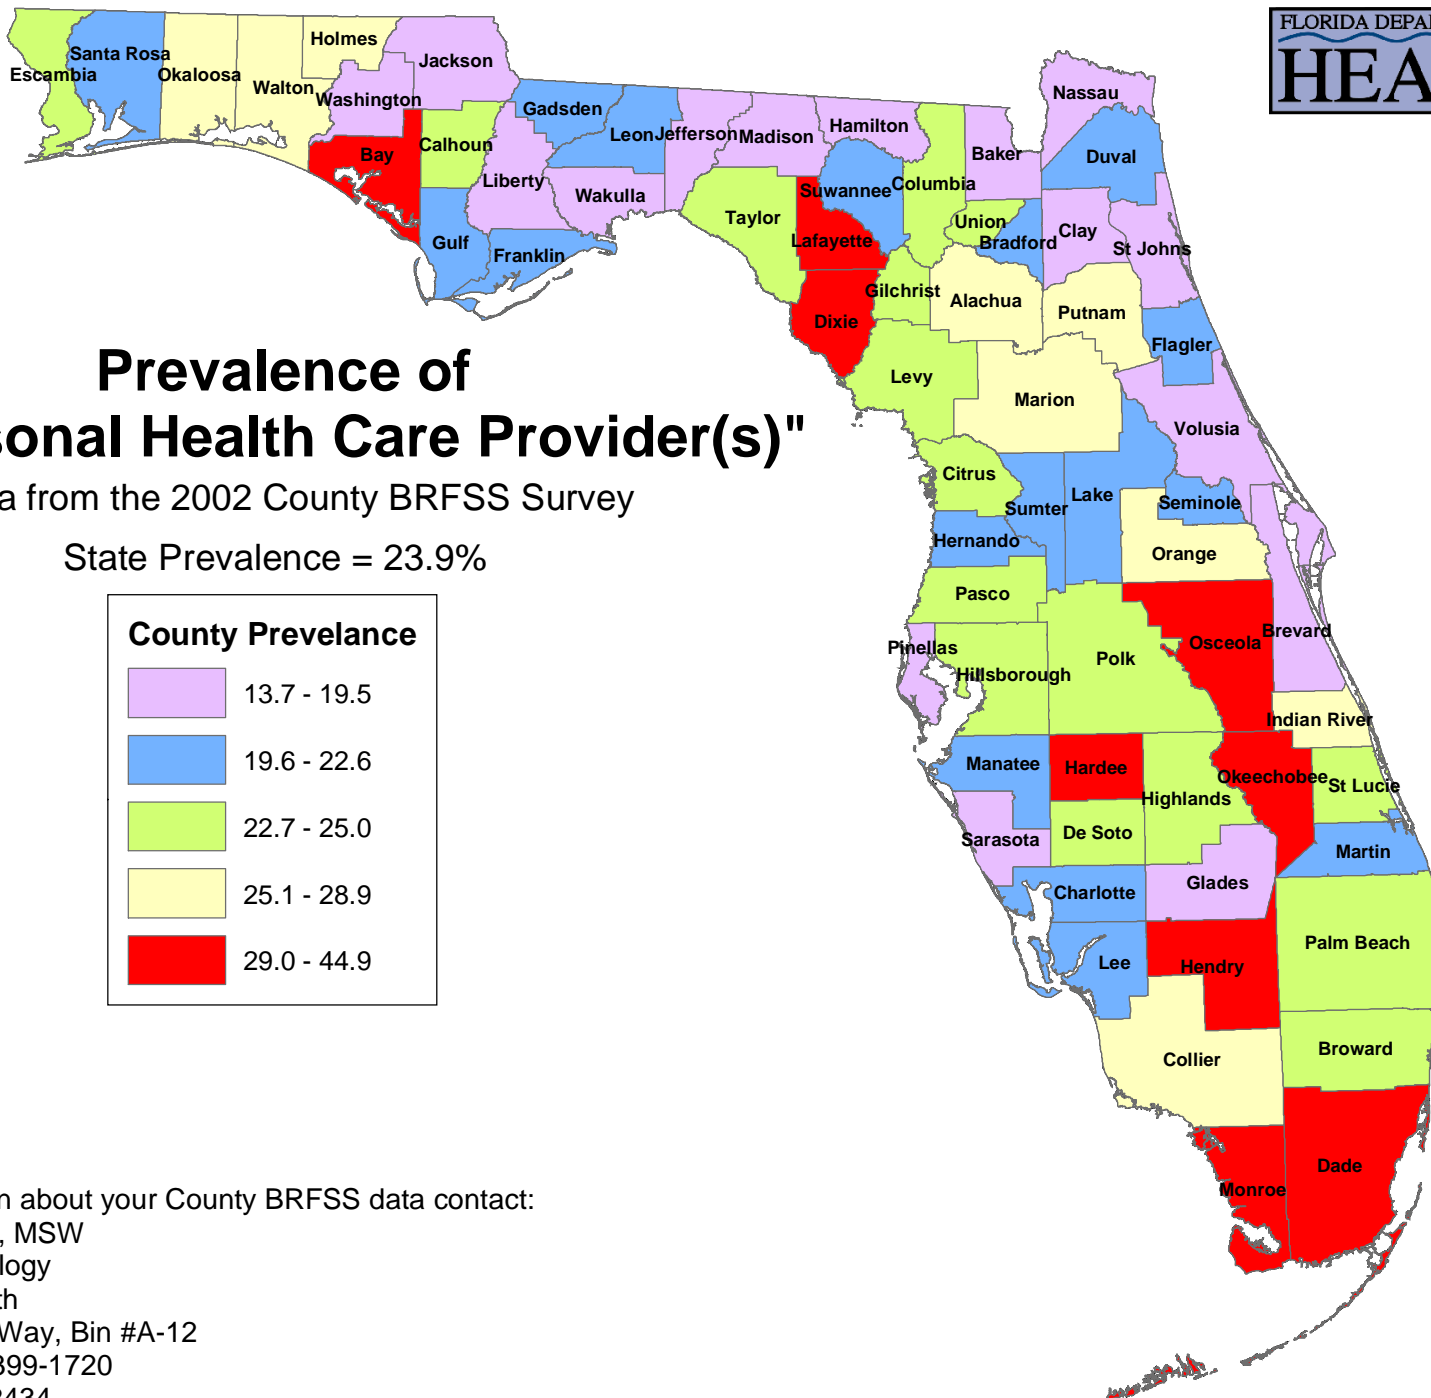 FLORIDA
HEA
Holmes
Jackson
Santa Rosa
Escambia
Okaloosa
Walton
Washington
Nassau
Gadsden
Leon
Jefferson
Madison
Hamilton
Baker
Duval
Bay
Calhoun
Liberty
Wakulla
Suwannee
Columbia
Taylor
Union
Clay
Bradford
St Johns
Gulf
Franklin
Lafayette
Gilchrist
Alachua
Putnam
Dixie
Flagler
Levy
Marion
Volusia
Prevalence of
sonal Health Care Provider(s)"
a from the 2002 County BRFSS Survey
State Prevalence = 23.9%
Citrus
Sumter
Lake
Seminole
Hernando
Orange
Pasco
Pinellas
Hillsborough
Polk
Osceola
Brevard
Indian River
Manatee
Hardee
Highlands
Okeechobee
St Lucie
Sarasota
De Soto
Martin
Charlotte
Glades
Lee
Hendry
Palm Beach
Collier
Broward
Monroe
Dade
County Prevelance
13.7 - 19.5
19.6 - 22.6
22.7 - 25.0
25.1 - 28.9
29.0 - 44.9
n about your County BRFSS data contact:
, MSW
logy
th
Way, Bin #A-12
399-1720